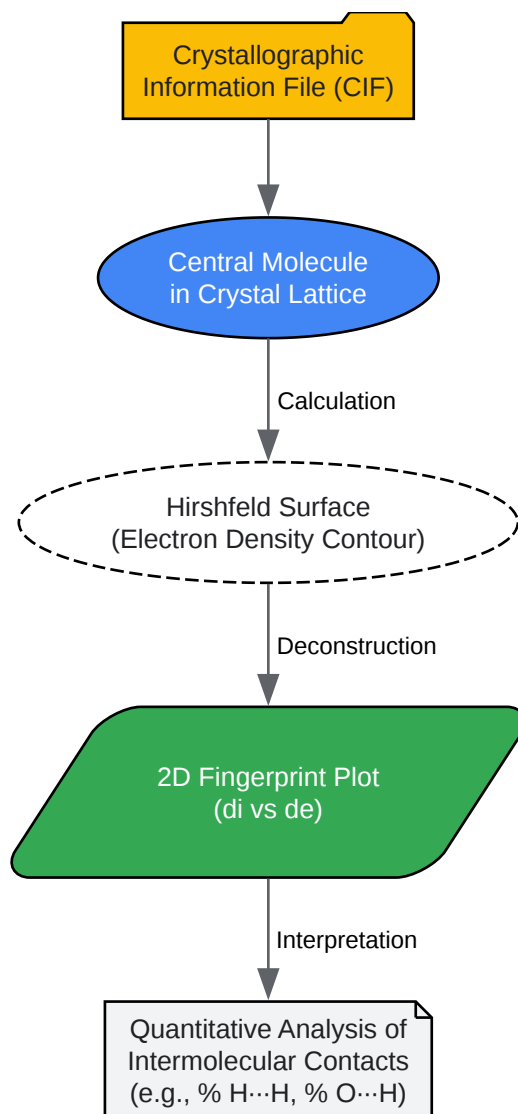 Crystallographic
Information File (CIF)
Central Molecule
in Crystal Lattice
Calculation
Hirshfeld Surface
(Electron Density Contour)
Deconstruction
2D Fingerprint Plot
(di vs de)
Interpretation
Quantitative Analysis of
Intermolecular Contacts
(e.g., % H···H, % O···H)